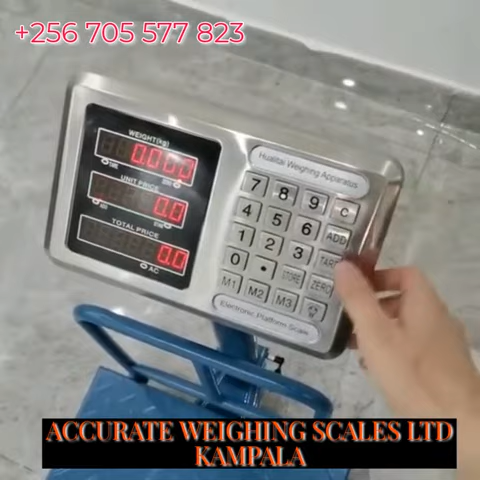 +256 705 577 823
WEIGHT(kg)
0.000
UNIT PRICE
0.0
TOTAL PRICE
0.0
AC
Hualitai Weighing Apparatus
7 8 9 C
4 5 6 ADD
1 2 3 TARE
0 . STORE ZERO
M1 M2 M3
Electronic Platform Scale
ACCURATE WEIGHING SCALES LTD
KAMPALA